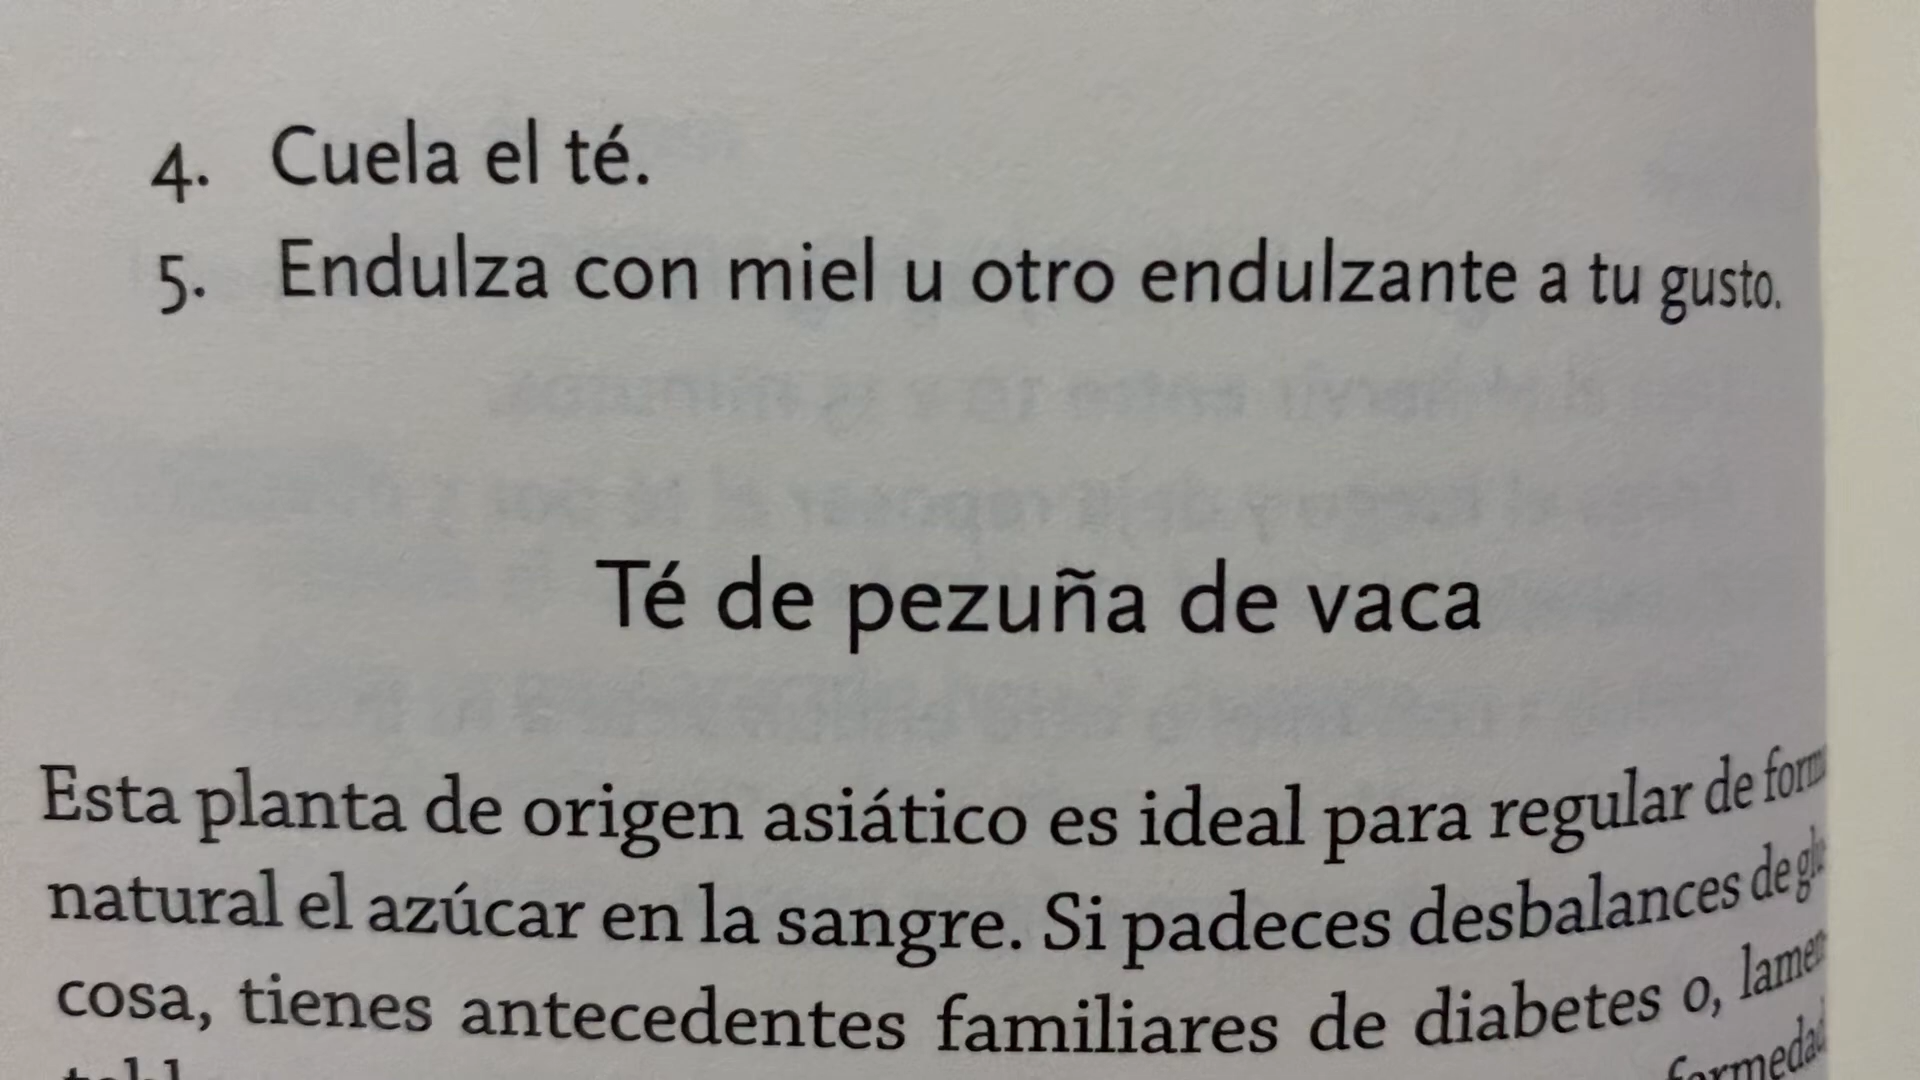 4. Cuela el té.
5. Endulza con miel u otro endulzante a tu gusto.
Té de pezuña de vaca
Esta planta de origen asiático es ideal para regular de
natural el azúcar en la sangre. Si padeces desbalances de
cosa, tienes antecedentes familiares de diabetes o,